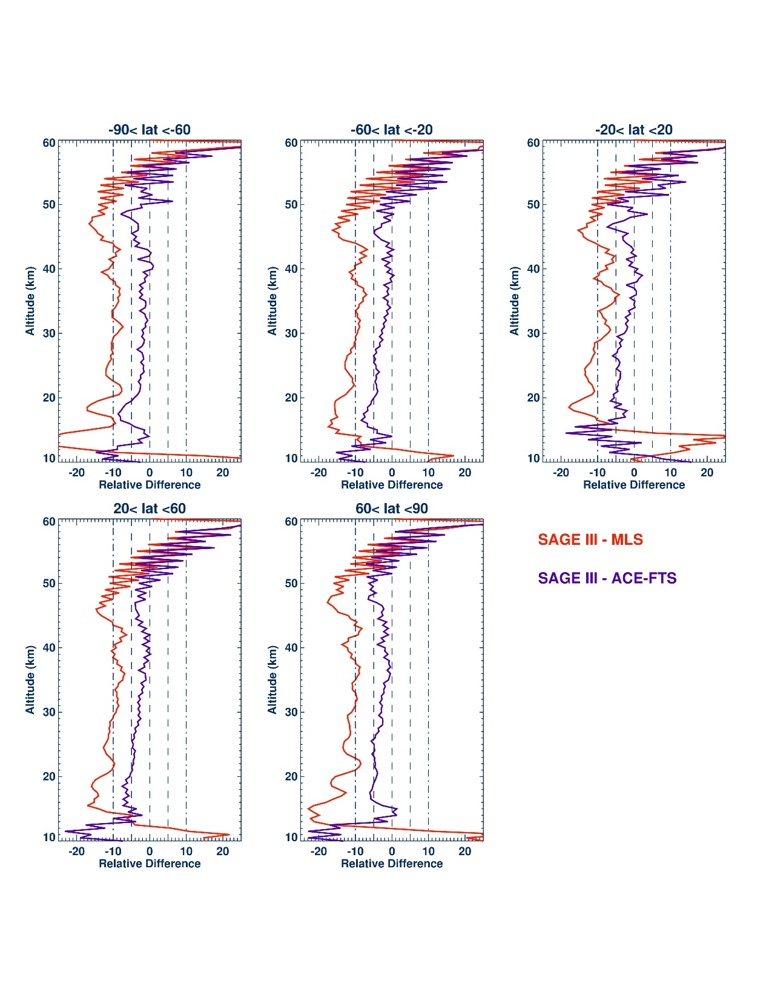 -90< lat <-60
-60< lat <-20
-20< lat <20
60
50
40
30
20
10
Altitude (km)
-20 -10 0 10 20
Relative Difference
60
50
40
30
20
10
Altitude (km)
-20 -10 0 10 20
Relative Difference
60
50
40
30
20
10
Altitude (km)
-20 -10 0 10 20
Relative Difference
20< lat <60
60< lat <90
60
50
40
30
20
10
Altitude (km)
-20 -10 0 10 20
Relative Difference
60
50
40
30
20
10
Altitude (km)
-20 -10 0 10 20
Relative Difference
SAGE III - MLS
SAGE III - ACE-FTS